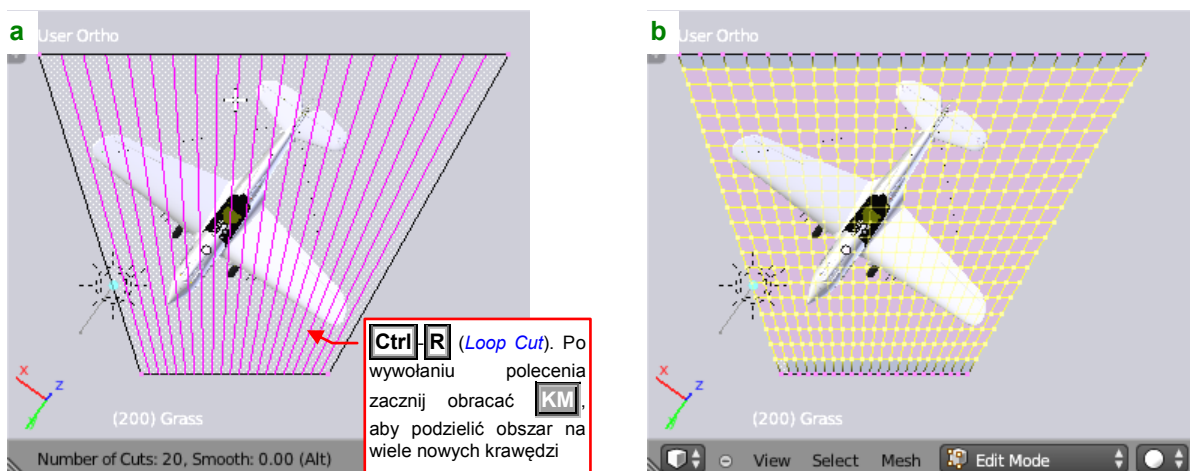 a
User Ortho
x
z
y
(200) Grass
Number of Cuts: 20, Smooth: 0.00 (Alt)
Ctrl-R (Loop Cut). Po
wywołaniu polecenia
zacznij obracać KM,
aby podzielić obszar na
wiele nowych krawędzi
b
User Ortho
x
z
y
(200) Grass
View Select Mesh Edit Mode